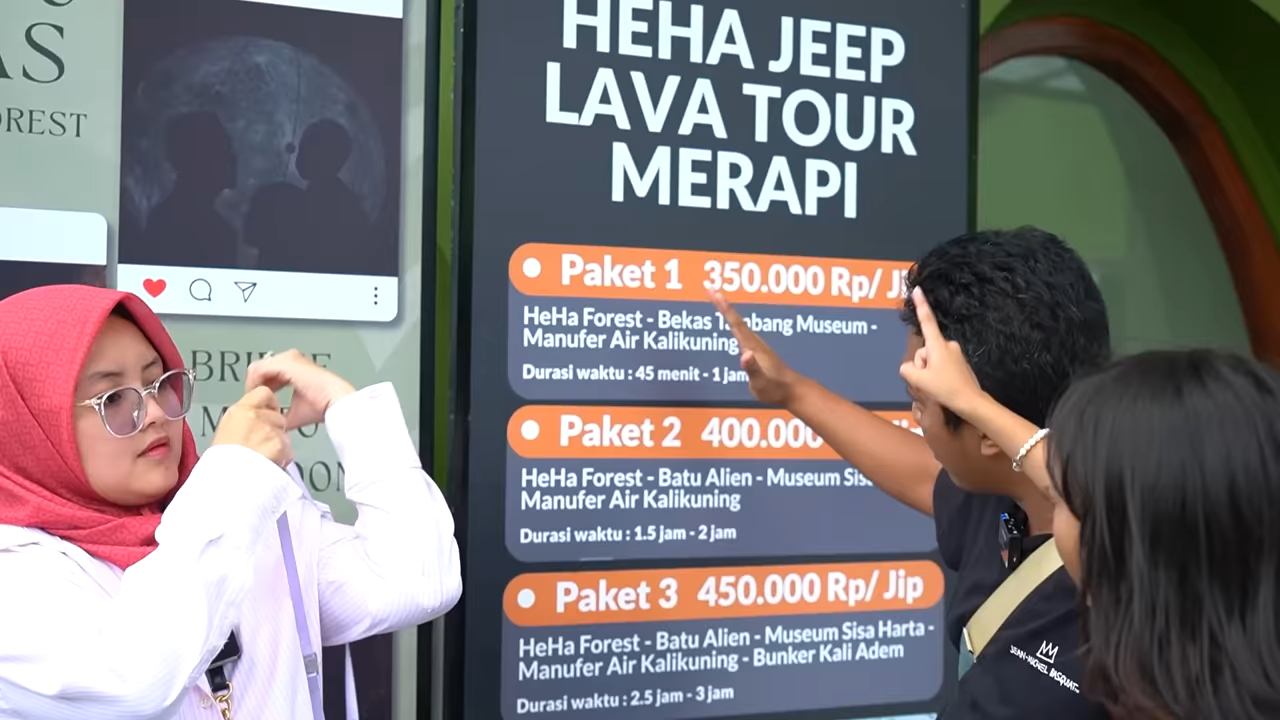 AS
OREST
HEHA JEEP
LAVA TOUR
MERAPI
Paket 1 350.000 Rp/
HeHa Forest - Bekas Museum -
Manufer Air Kalikuning
Durasi waktu : 45 menit - 1 jam
Paket 2 400.000
HeHa Forest - Batu Alien - Museum
Manufer Air Kalikuning
Durasi waktu : 1.5 jam - 2 jam
Paket 3 450.000 Rp/ Jip
HeHa Forest - Batu Alien - Museum Sisa Harta -
Manufer Air Kalikuning - Bunker Kali Adem
Durasi waktu : 2.5 jam - 3 jam
JEAN-MICHEL BASQUIAT